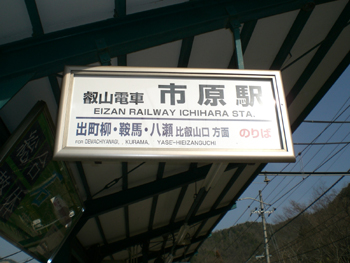 叡山電車 市原駅
EIZAN RAILWAY ICHIHARA STA.
出町柳・鞍馬・八瀬 比叡山口 方面 のりば
FOR DEMACHIYANAGI, KURAMA, YASE-HIEIZANGUCHI